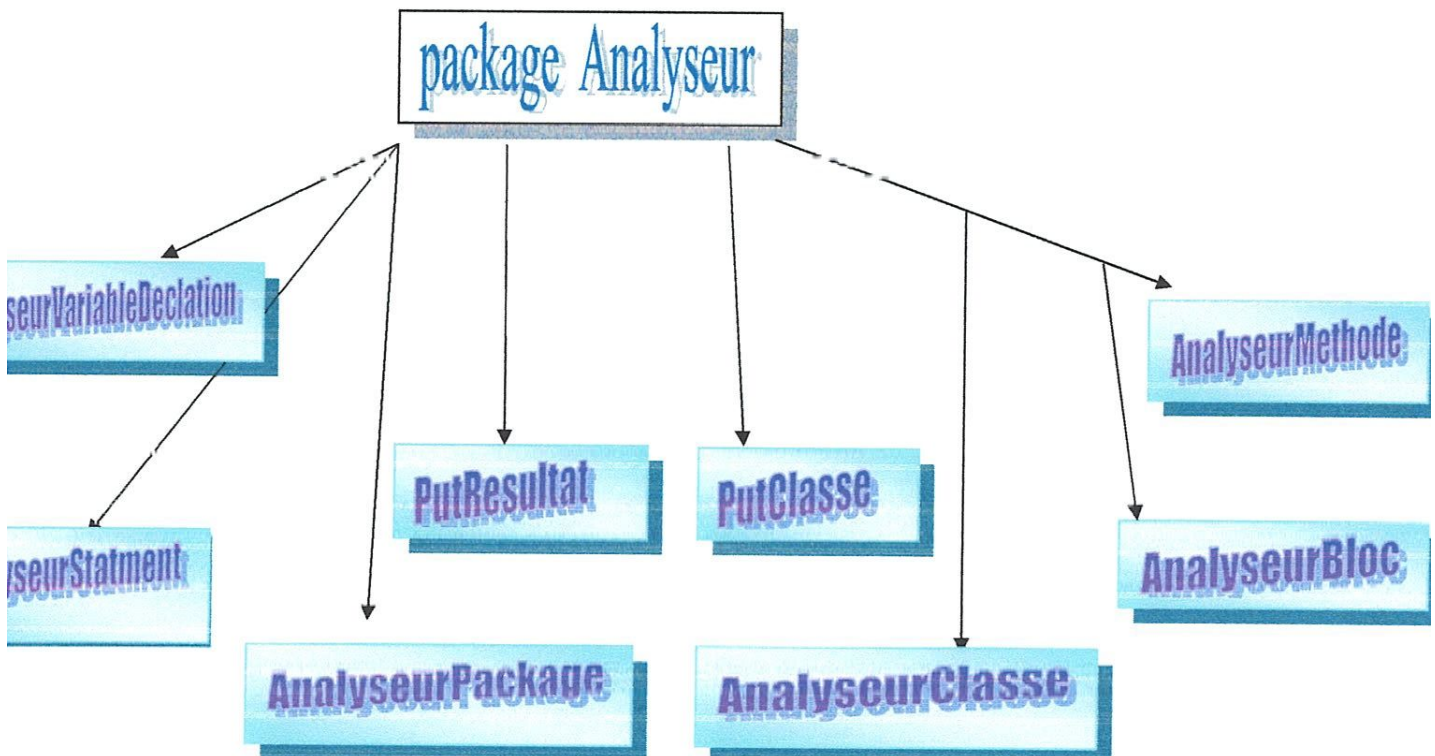 package Analyseur
seurVariableDeclation
AnalyseurMethode
PutResultat
PutClasse
yseurStatment
AnalyseurBloc
AnalyseurPackage
AnalyseurClasse